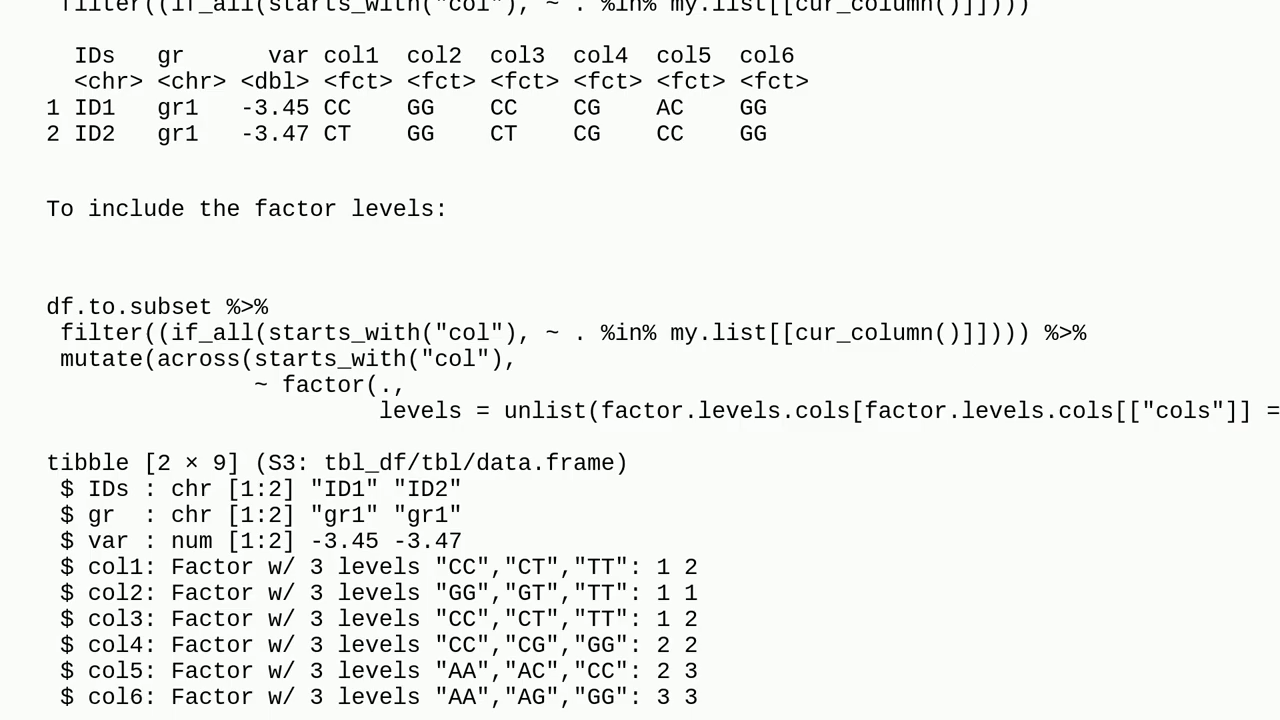 filter((if_all(starts_with("col"), ~ . %in% my.list[[cur_column()]])))
IDs gr var col1 col2 col3 col4 col5 col6
<chr> <chr> <dbl> <fct> <fct> <fct> <fct> <fct> <fct>
1 ID1 gr1 -3.45 CC GG CC CG AC GG
2 ID2 gr1 -3.47 CT GG CT CG CC GG
To include the factor levels:
df.to.subset %>%
filter((if_all(starts_with("col"), ~ . %in% my.list[[cur_column()]]))) %>%
mutate(across(starts_with("col"),
~ factor(.,
levels = unlist(factor.levels.cols[factor.levels.cols[["cols"]] =
tibble [2 × 9] (S3: tbl_df/tbl/data.frame)
$ IDs : chr [1:2] "ID1" "ID2"
$ gr : chr [1:2] "gr1" "gr1"
$ var : num [1:2] -3.45 -3.47
$ col1: Factor w/ 3 levels "CC","CT","TT": 1 2
$ col2: Factor w/ 3 levels "GG","GT","TT": 1 1
$ col3: Factor w/ 3 levels "CC","CT","TT": 1 2
$ col4: Factor w/ 3 levels "CC","CG","GG": 2 2
$ col5: Factor w/ 3 levels "AA","AC","CC": 2 3
$ col6: Factor w/ 3 levels "AA","AG","GG": 3 3